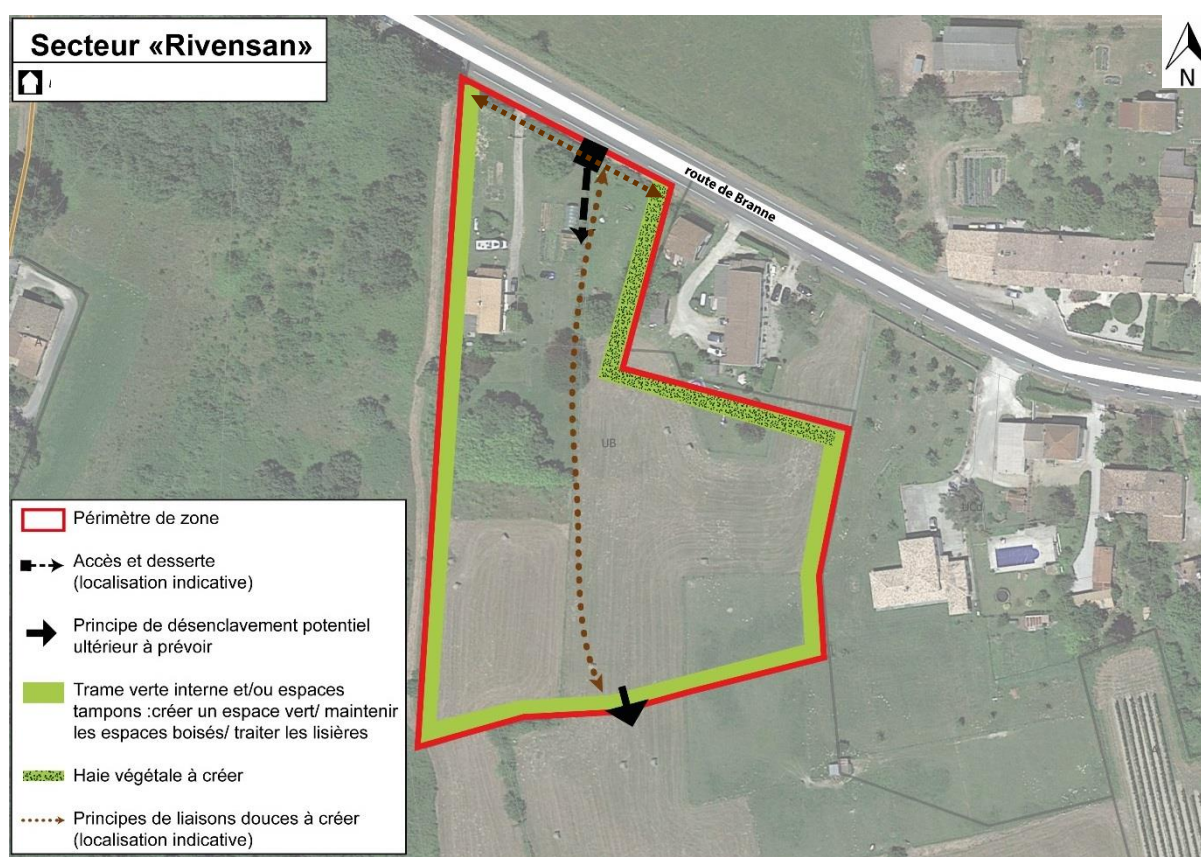 Secteur «Rivensan»
N
route de Branne
UB
UCd
Périmètre de zone
Accès et desserte
(localisation indicative)
Principe de désenclavement potentiel
ultérieur à prévoir
Trame verte interne et/ou espaces
tampons :créer un espace vert/ maintenir
les espaces boisés/ traiter les lisières
Haie végétale à créer
Principes de liaisons douces à créer
(localisation indicative)